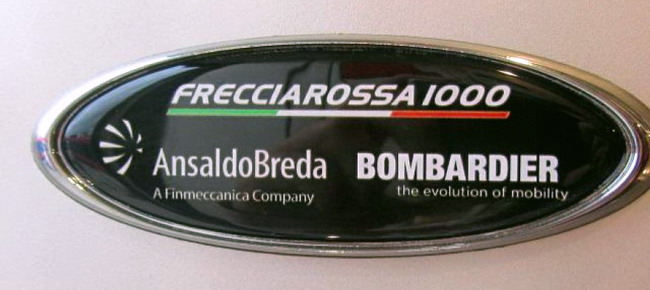 FRECCIAROSSA 1000
AnsaldoBreda BOMBARDIER
A Finmeccanica Company the evolution of mobility